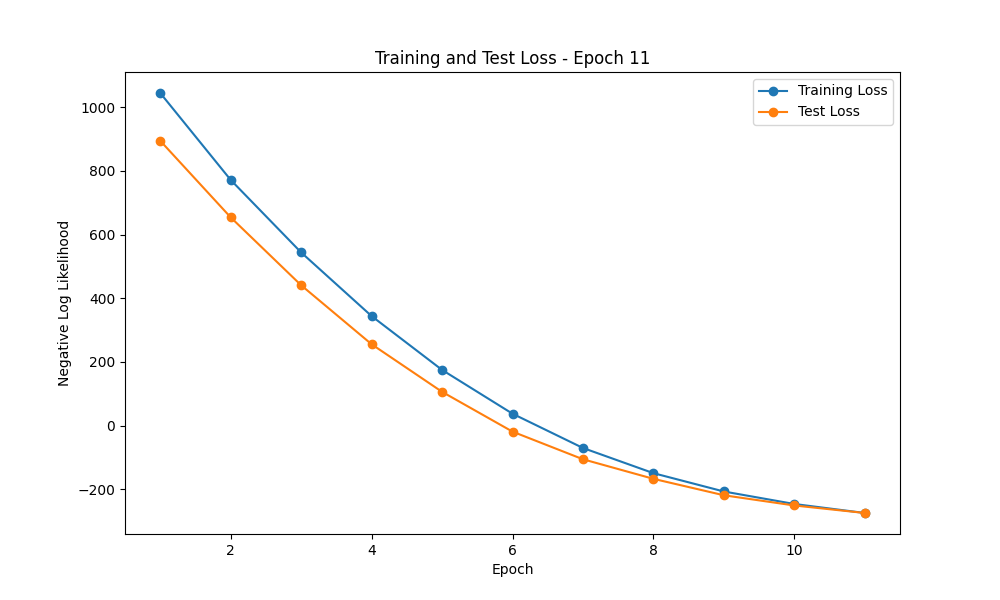 Training and Test Loss - Epoch 11
Training Loss
Test Loss
Negative Log Likelihood
1000
800
600
400
200
0
−200
2
4
6
8
10
Epoch